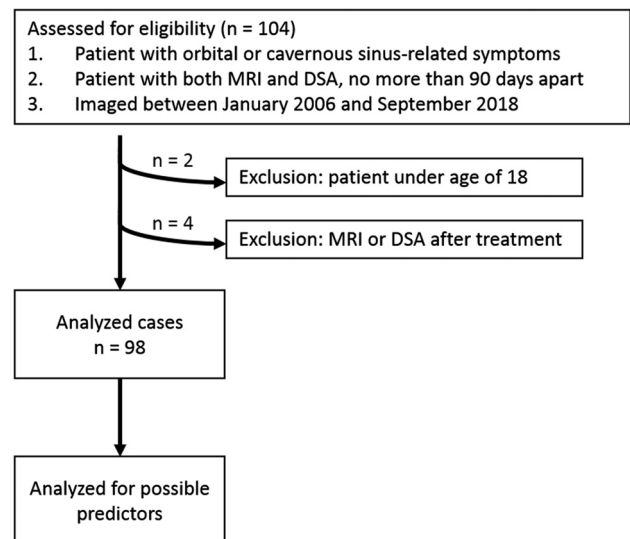 Assessed for eligibility (n = 104)
1. Patient with orbital or cavernous sinus-related symptoms
2. Patient with both MRI and DSA, no more than 90 days apart
3. Imaged between January 2006 and September 2018
n = 2
Exclusion: patient under age of 18
n = 4
Exclusion: MRI or DSA after treatment
Analyzed cases
n = 98
Analyzed for possible
predictors